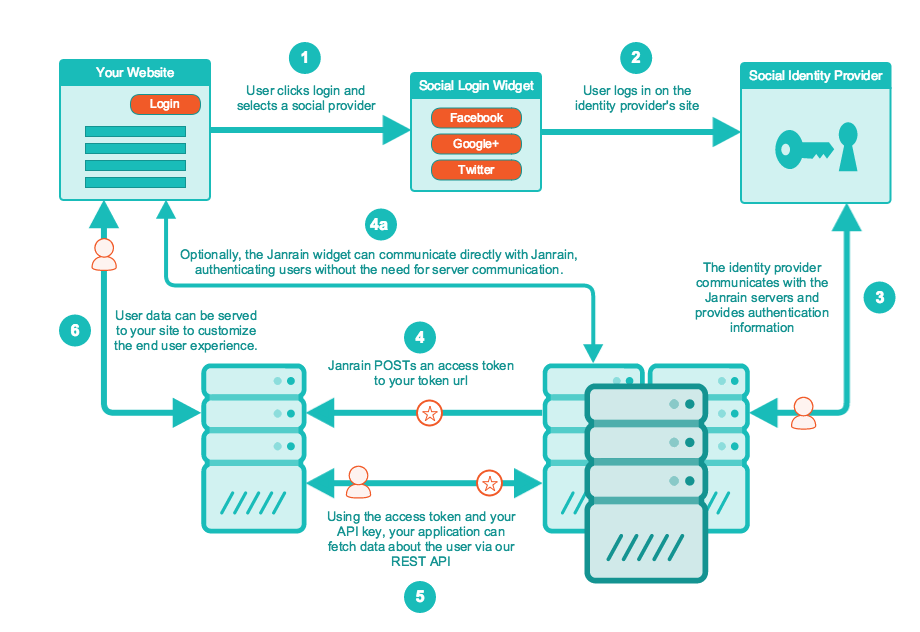 1
2
Your Website
Login
User clicks login and
selects a social provider
Social Login Widget
Facebook
Google+
Twitter
User logs in on the
identity provider's site
Social Identity Provider
4a
Optionally, the Janrain widget can communicate directly with Janrain,
authenticating users without the need for server communication.
The identity provider
communicates with the
Janrain servers and
provides authentication
information
3
6
User data can be served
to your site to customize
the end user experience.
4
Janrain POSTs an access token
to your token url
Using the access token and your
API key, your application can
fetch data about the user via our
REST API
5